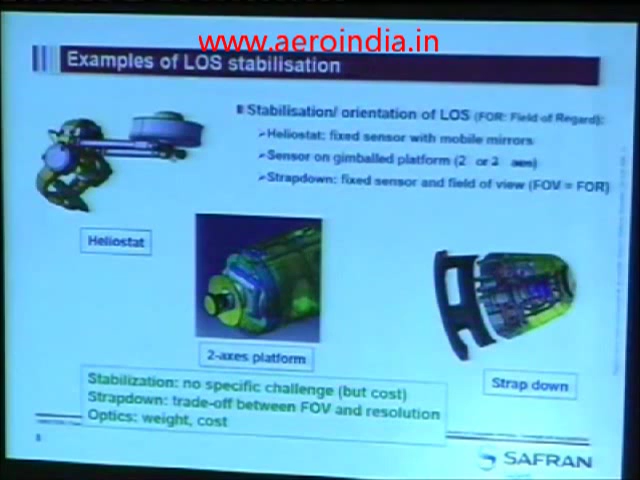 www.aeroindia.in
Examples of LOS stabilisation
Stabilisation/ orientation of LOS (FOR: Field of Regard):
➢Heliostat: fixed sensor with mobile mirrors
➢Sensor on gimballed platform (2 or 3 axes)
➢Strapdown: fixed sensor and field of view (FOV = FOR)
Heliostat
2-axes platform
Strap down
Stabilization: no specific challenge (but cost)
Strapdown: trade-off between FOV and resolution
Optics: weight, cost
SAFRAN